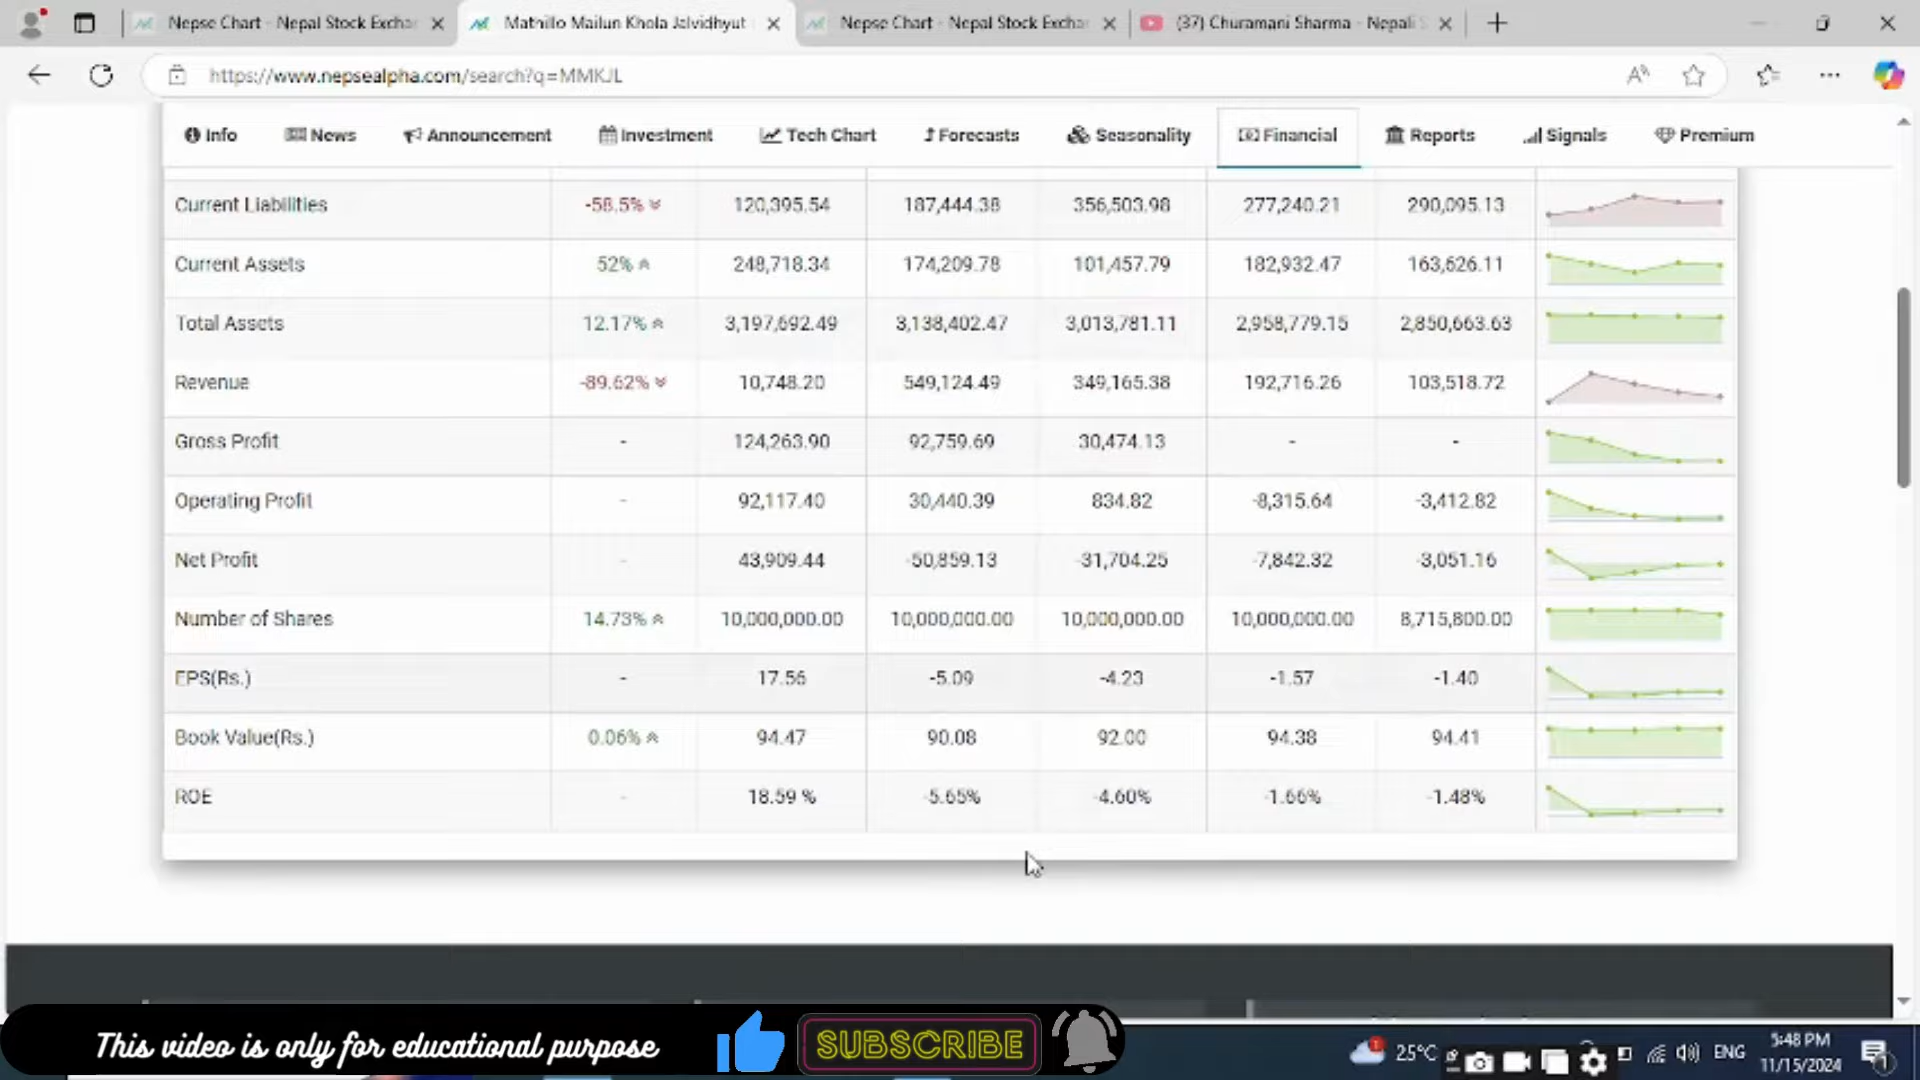 Nepse Chart - Nepal Stock Exchar
Mathillo Mailun Khola Jalvidhyut
Nepse Chart - Nepal Stock Exchar
(37) Churamani Sharma - Nepali S
https://www.nepsealpha.com/search?q=MMKJL
Info News Announcement Investment Tech Chart Forecasts Seasonality Financial Reports Signals Premium
Current Liabilities -58.5% 120,395.54 187,444.38 356,503.98 277,240.21 290,095.13
Current Assets 52% 248,718.34 174,209.78 101,457.79 182,932.47 163,626.11
Total Assets 12.17% 3,197,692.49 3,138,402.47 3,013,781.11 2,958,779.15 2,850,663.63
Revenue -89.62% 10,748.20 549,124.49 349,165.38 192,716.26 103,518.72
Gross Profit - 124,263.90 92,759.69 30,474.13 - -
Operating Profit - 92,117.40 30,440.39 834.82 -8,315.64 -3,412.82
Net Profit - 43,909.44 -50,859.13 -31,704.25 -7,842.32 -3,051.16
Number of Shares 14.73% 10,000,000.00 10,000,000.00 10,000,000.00 10,000,000.00 8,715,800.00
EPS(Rs.) - 17.56 -5.09 -4.23 -1.57 -1.40
Book Value(Rs.) 0.06% 94.47 90.08 92.00 94.38 94.41
ROE - 18.59 % -5.65% -4.60% -1.66% -1.48%
This video is only for educational purpose
SUBSCRIBE
25°C
ENG
5:48 PM
11/15/2024